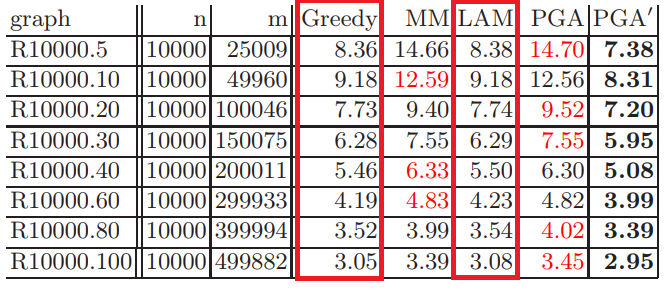 graph n m Greedy MM LAM PGA PGA′
R10000.5 10000 25009 8.36 14.66 8.38 14.70 7.38
R10000.10 10000 49960 9.18 12.59 9.18 12.56 8.31
R10000.20 10000 100046 7.73 9.40 7.74 9.52 7.20
R10000.30 10000 150075 6.28 7.55 6.29 7.55 5.95
R10000.40 10000 200011 5.46 6.33 5.50 6.30 5.08
R10000.60 10000 299933 4.19 4.83 4.23 4.82 3.99
R10000.80 10000 399994 3.52 3.99 3.54 4.02 3.39
R10000.100 10000 499882 3.05 3.39 3.08 3.45 2.95